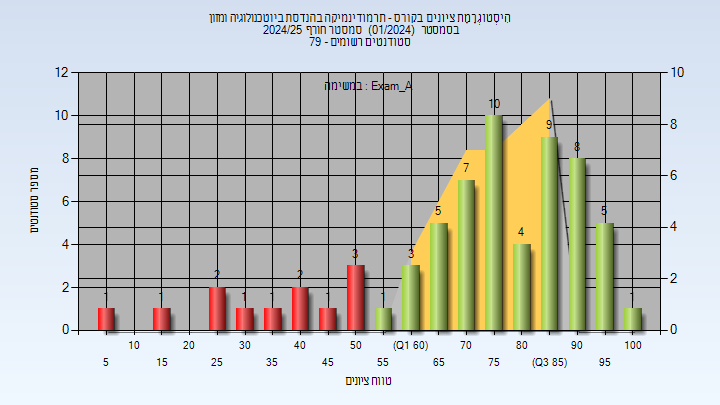 הִיסְטוֹגְרָמַת ציונים בקורס - תרמודינמיקה בהנדסת ביוטכנולוגיה ומזון
בסמסטר (01/2024) סמסטר חורף 2024/25
סטודנטים רשומים - 79
במשימה : Exam_A
מספר סטודנטים
12 10 8 6 4 2 0
10 8 6 4 2 0
1 1 2 1 1 2 1 3 1 3 5 7 10 4 9 8 5 1
10 20 30 40 50 (Q1 60) 70 80 90 100
5 15 25 35 45 55 65 75 (Q3 85) 95
טווח ציונים